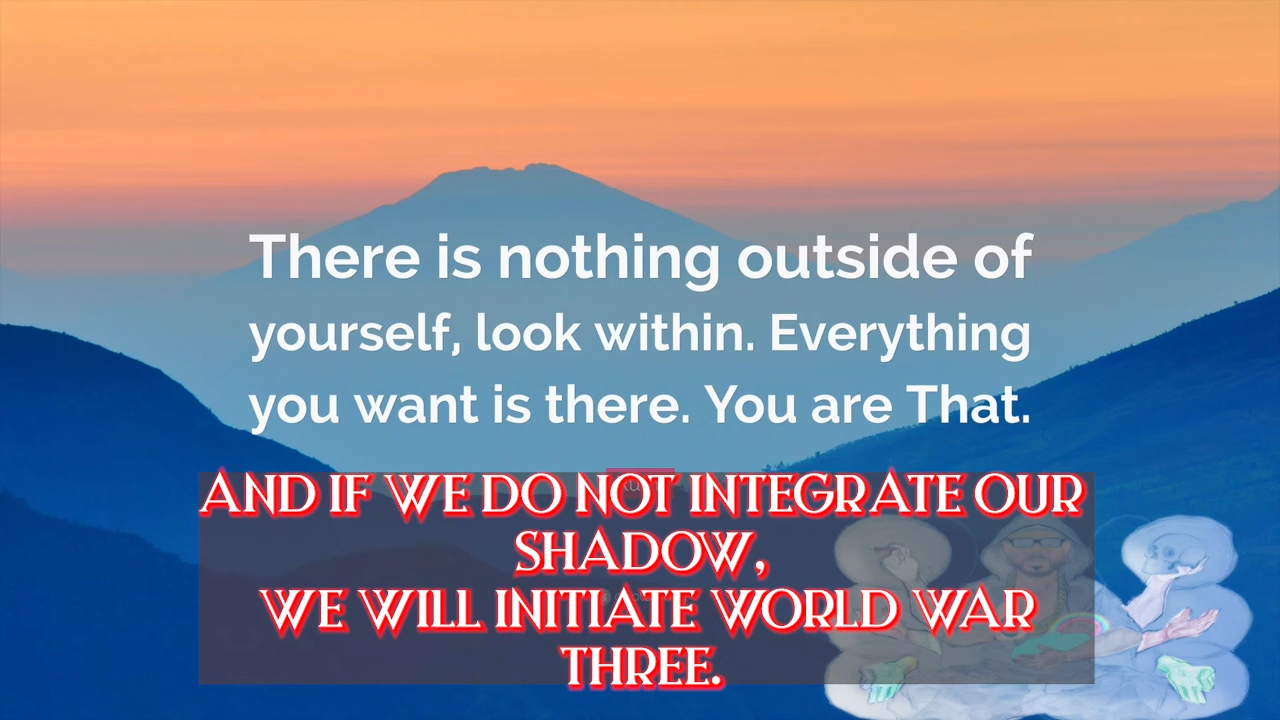 There is nothing outside of
yourself, look within. Everything
you want is there. You are That.
AND IF WE DO NOT INTEGRATE OUR
SHADOW,
WE WILL INITIATE WORLD WAR
THREE.